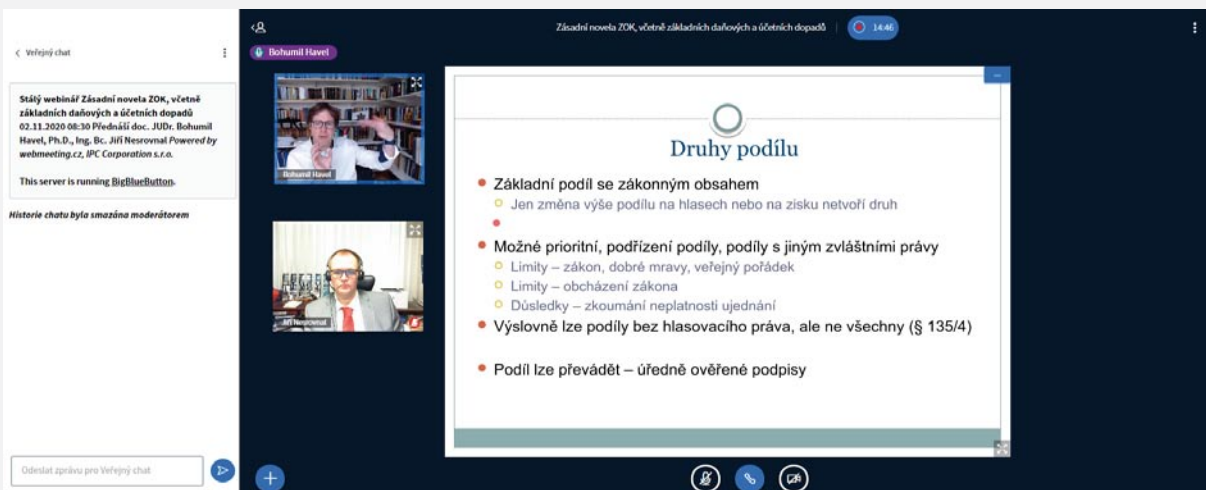 Veřejný chat
Stálý webinář Zásadní novela ZOK, včetně
základních daňových a účetních dopadů
02.11.2020 08:30 Přednáší doc. JUDr. Bohumil
Havel, Ph.D., Ing. Bc. Jiří Nesrovnal Powered by
webmeeting.cz, IPC Corporation s.r.o.
This server is running BigBlueButton.
Historie chatu byla smazána moderátorem
Odeslat zprávu pro Veřejný chat
Zásadní novela ZOK, včetně základních daňových a účetních dopadů
14:46
Bohumil Havel
Bohumil Havel
Jiří Nesrovnal
Druhy podílu
Základní podíl se zákonným obsahem
Jen změna výše podílu na hlasech nebo na zisku netvoří druh
Možné prioritní, podřízení podíly, podíly s jiným zvláštními právy
Limity – zákon, dobré mravy, veřejný pořádek
Limity – obcházení zákona
Důsledky – zkoumání neplatnosti ujednání
Výslovně lze podíly bez hlasovacího práva, ale ne všechny (§ 135/4)
Podíl lze převádět – úředně ověřené podpisy